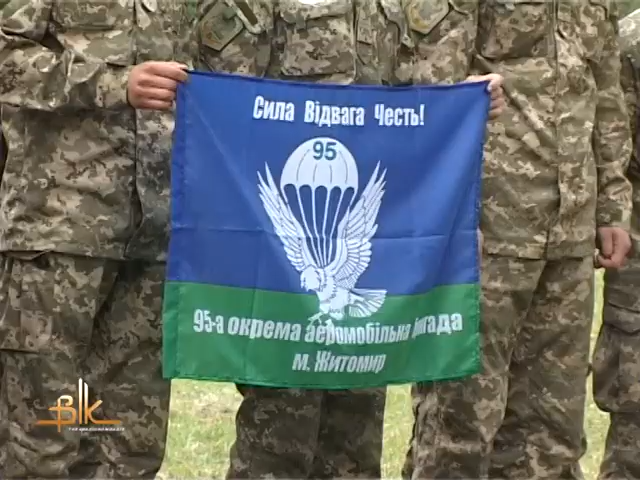 Сила Відвага Честь!
95
95-а окрема аеромобільна бригада
м. Житомир
ВІК